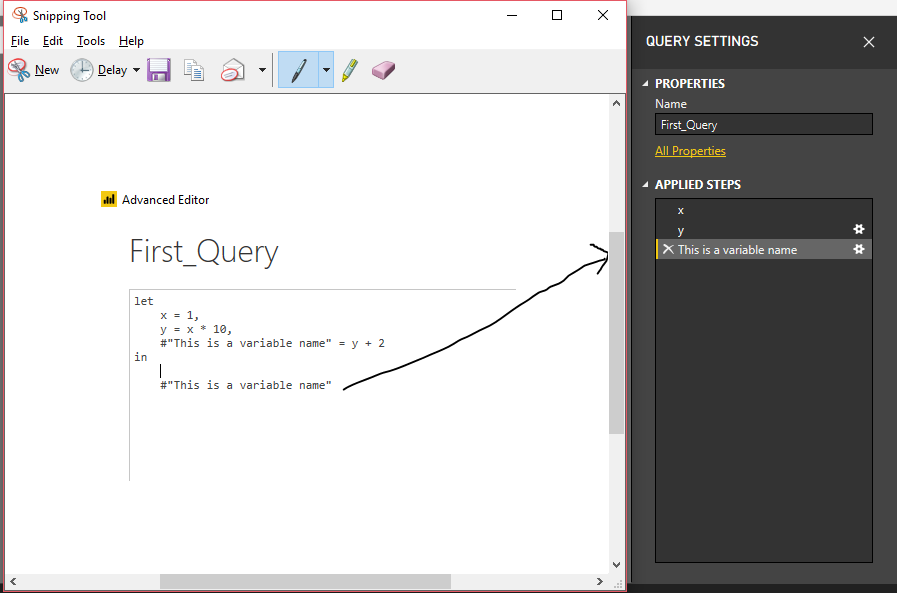 Snipping Tool
File Edit Tools Help
New Delay
Advanced Editor
First_Query
let
x = 1,
y = x * 10,
#"This is a variable name" = y + 2
in
#"This is a variable name"
QUERY SETTINGS
PROPERTIES
Name
First_Query
All Properties
APPLIED STEPS
x
y
This is a variable name